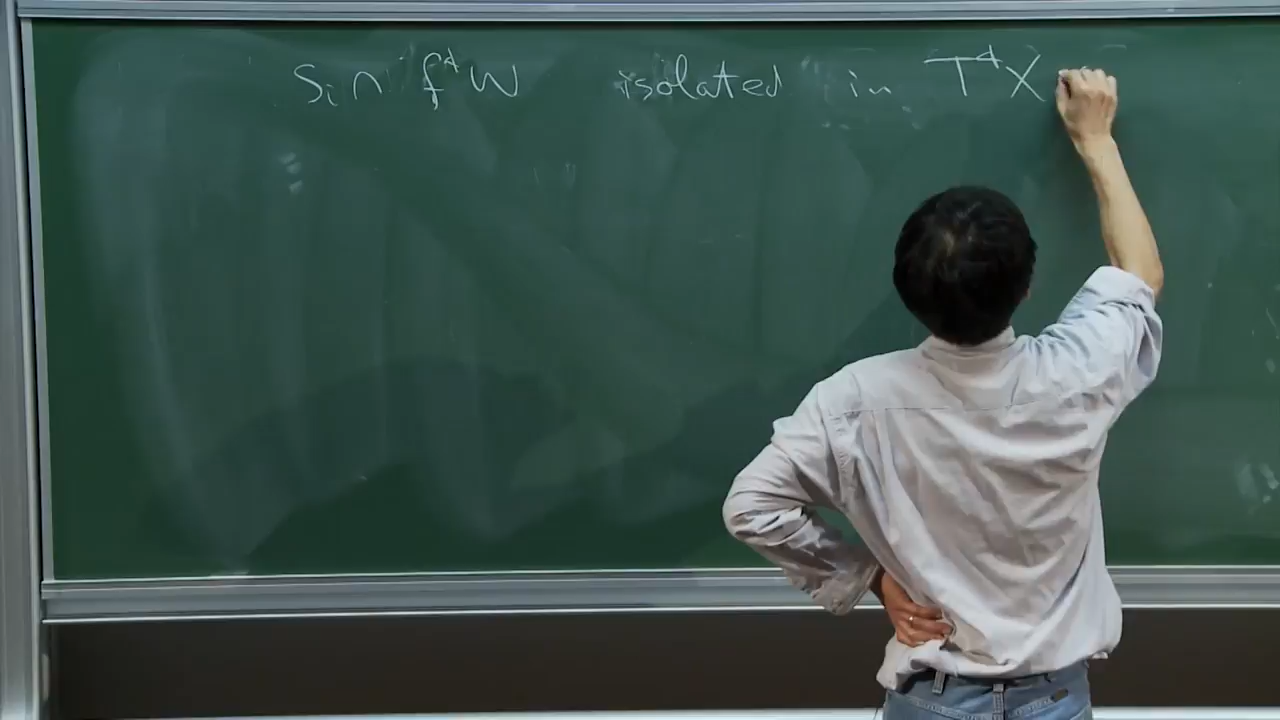 S ∩ f*W isolated in T*X